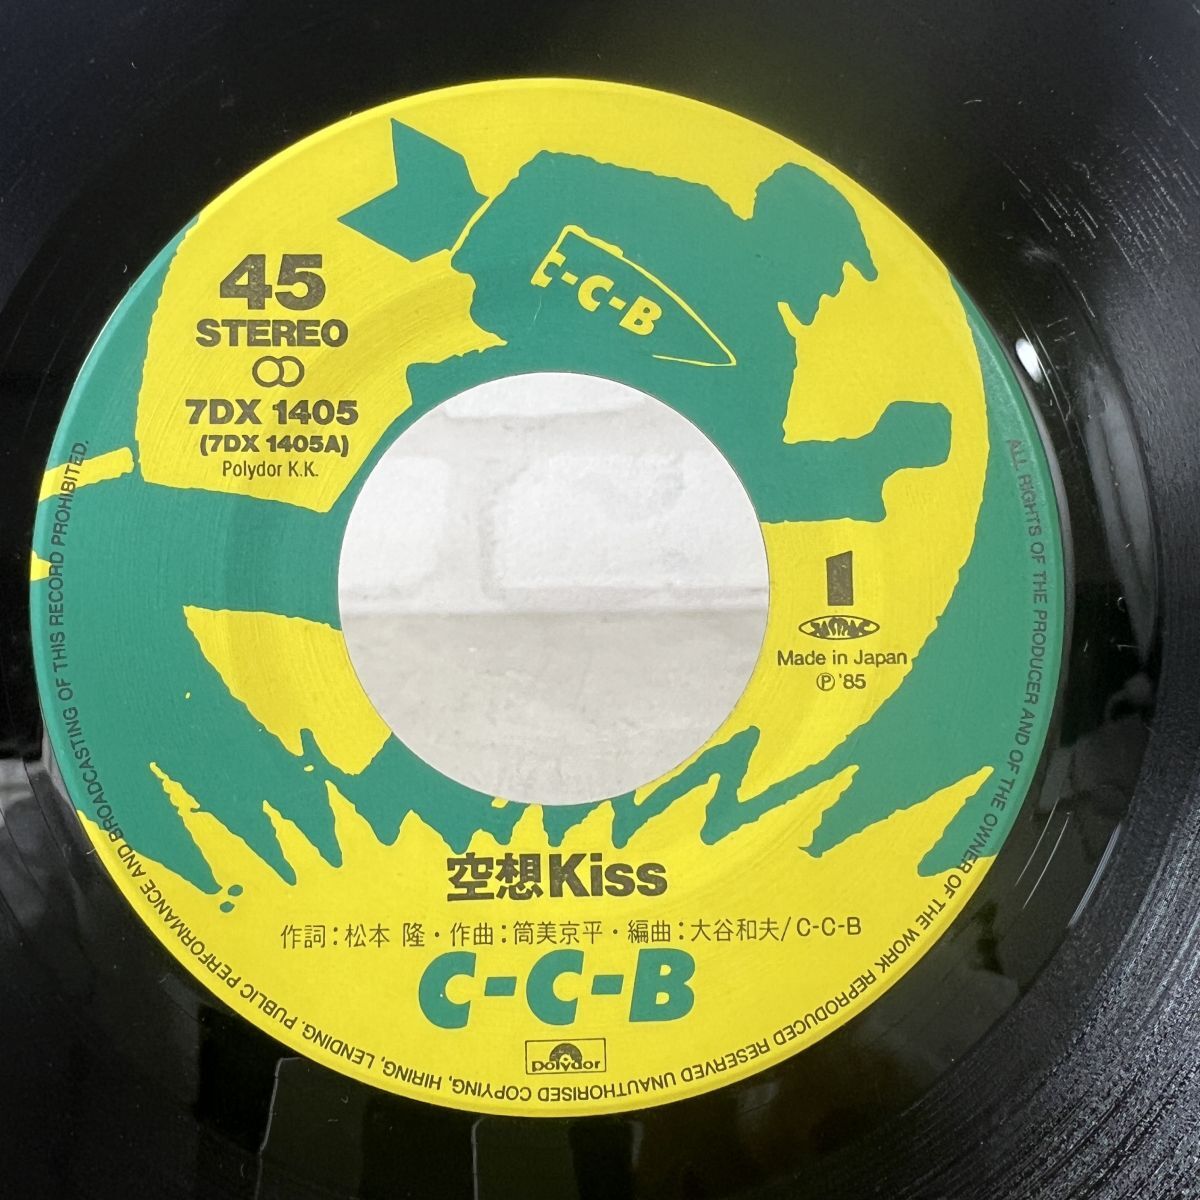 C-C-B
45
STEREO
7DX 1405
(7DX 1405A)
Polydor K.K.
1
Made in Japan
℗ '85
空想Kiss
作詞:松本 隆・作曲:筒美京平・編曲:大谷和夫/C-C-B
C-C-B
polydor
ALL RIGHTS OF THE PRODUCER AND OF THE OWNER OF THE WORK REPRODUCED RESERVED UNAUTHORISED COPYING, HIRING, LENDING. PUBLIC PERFORMANCE AND BROADCASTING OF THIS RECORD PROHIBITED.